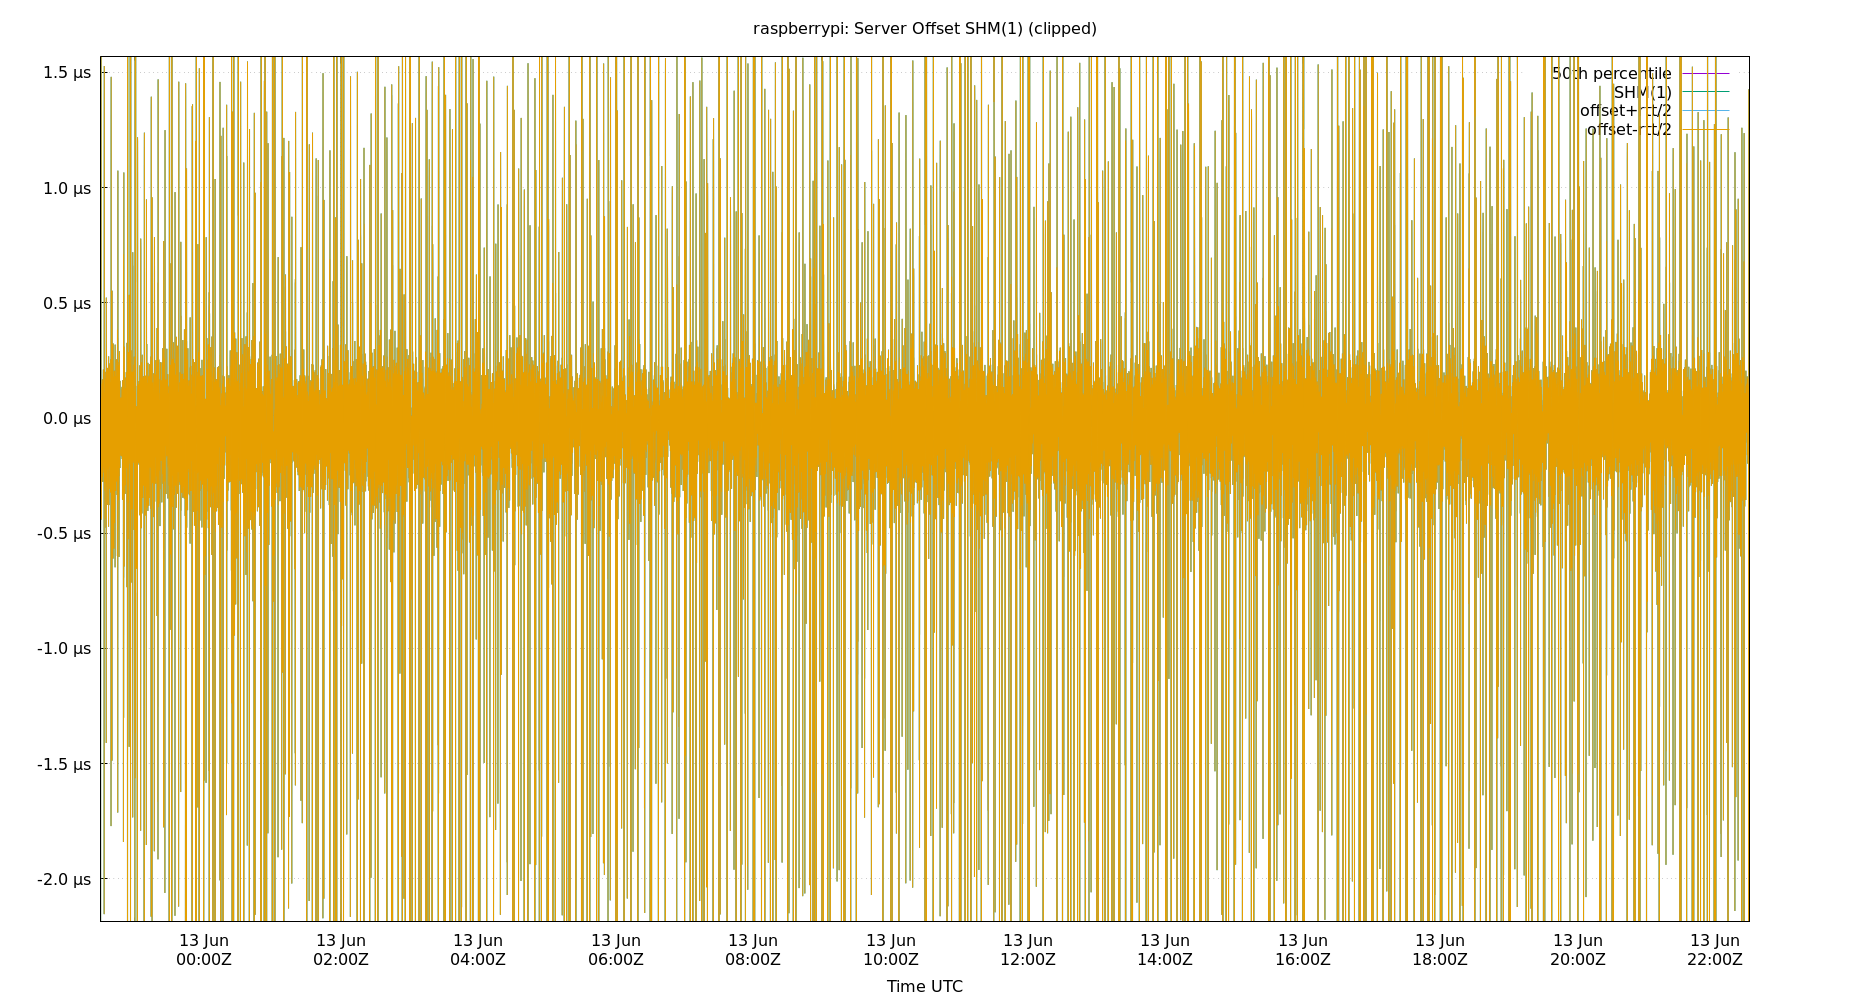 raspberrypi: Server Offset SHM(1) (clipped)
1.5 µs
1.0 µs
0.5 µs
0.0 µs
-0.5 µs
-1.0 µs
-1.5 µs
-2.0 µs
50th percentile
SHM(1)
offset+rtt/2
offset-rtt/2
13 Jun 13 Jun 13 Jun 13 Jun 13 Jun 13 Jun 13 Jun 13 Jun 13 Jun 13 Jun 13 Jun 13 Jun
00:00Z 02:00Z 04:00Z 06:00Z 08:00Z 10:00Z 12:00Z 14:00Z 16:00Z 18:00Z 20:00Z 22:00Z
Time UTC